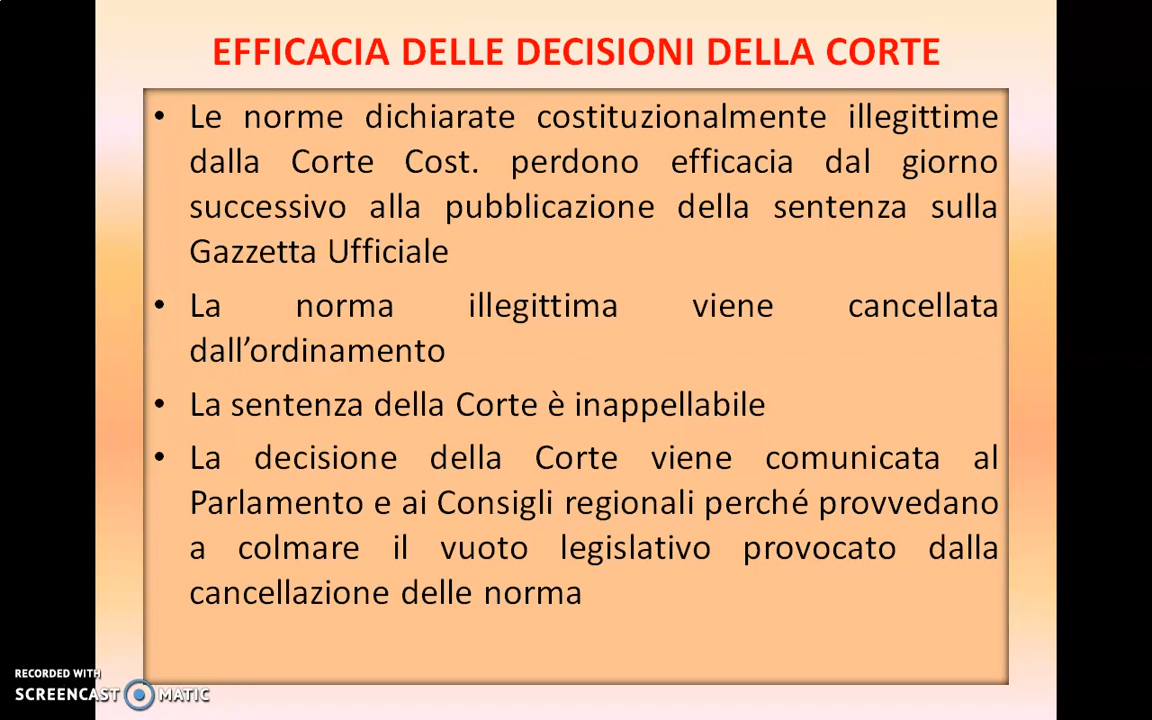 EFFICACIA DELLE DECISIONI DELLA CORTE
• Le norme dichiarate costituzionalmente illegittime
dalla Corte Cost. perdono efficacia dal giorno
successivo alla pubblicazione della sentenza sulla
Gazzetta Ufficiale
• La norma illegittima viene cancellata
dall’ordinamento
• La sentenza della Corte è inappellabile
• La decisione della Corte viene comunicata al
Parlamento e ai Consigli regionali perché provvedano
a colmare il vuoto legislativo provocato dalla
cancellazione delle norma
RECORDED WITH
SCREENCAST MATIC